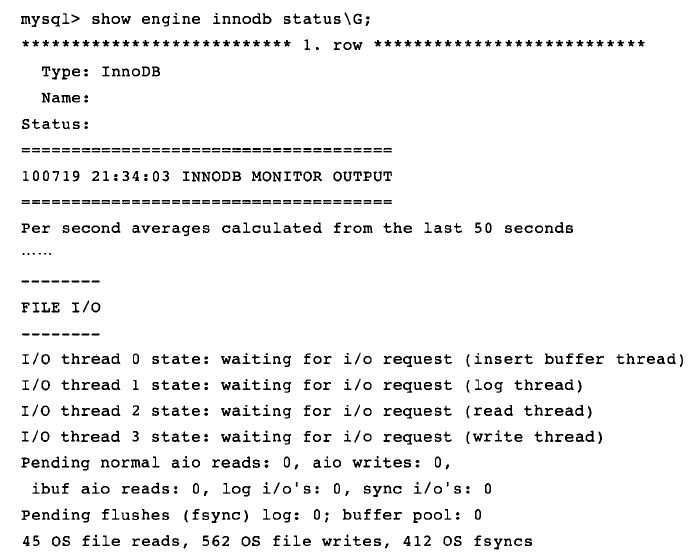 mysql> show engine innodb status\G;
*************************** 1. row ***************************
  Type: InnoDB
  Name:
Status:
=====================================
100719 21:34:03 INNODB MONITOR OUTPUT
=====================================
Per second averages calculated from the last 50 seconds
......
--------
FILE I/O
--------
I/O thread 0 state: waiting for i/o request (insert buffer thread)
I/O thread 1 state: waiting for i/o request (log thread)
I/O thread 2 state: waiting for i/o request (read thread)
I/O thread 3 state: waiting for i/o request (write thread)
Pending normal aio reads: 0, aio writes: 0,
 ibuf aio reads: 0, log i/o's: 0, sync i/o's: 0
Pending flushes (fsync) log: 0; buffer pool: 0
45 OS file reads, 562 OS file writes, 412 OS fsyncs